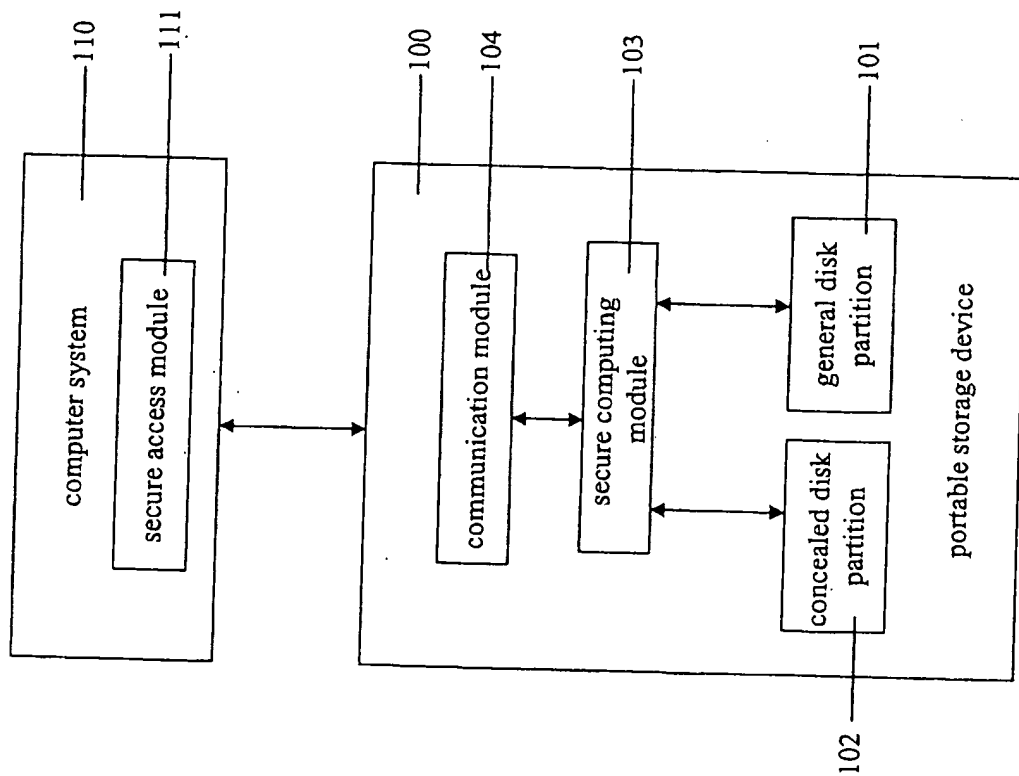 110
111
computer system
secure access module
100
104
communication module
103
secure computing
module
101
general disk
partition
concealed disk
partition
portable storage device
102